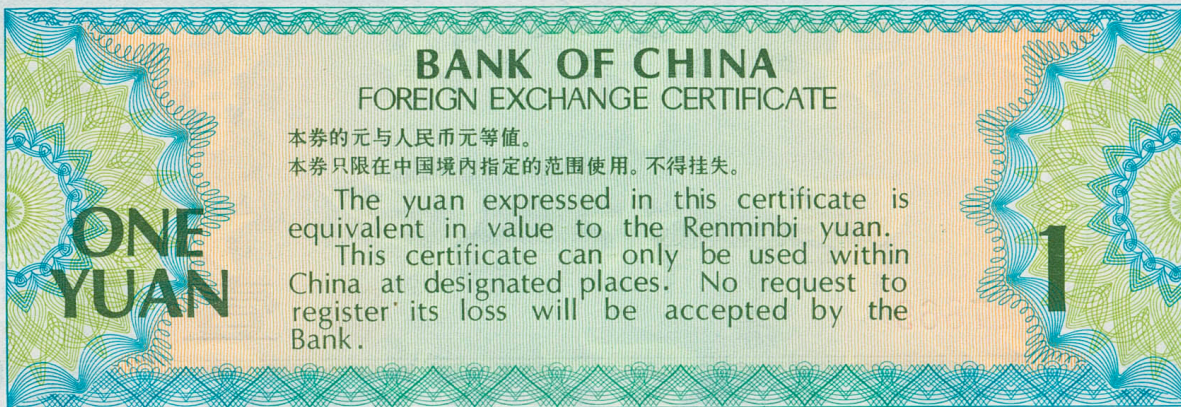 BANK OF CHINA
FOREIGN EXCHANGE CERTIFICATE
本券的元与人民币元等值。
本券只限在中国境内指定的范围使用。不得挂失。
The yuan expressed in this certificate is
equivalent in value to the Renminbi yuan.
This certificate can only be used within
China at designated places. No request to
register its loss will be accepted by the
Bank.
ONE
YUAN
1